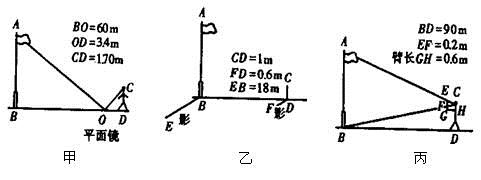 A
BO=60m
OD=3.4m
CD=1.70m
C
B
O
D
平面镜
甲
A
CD=1m
FD=0.6m
EB=18m
C
B
F
D
E
影
影
乙
BD=90m
EF=0.2m
臂长GH=0.6m
A
E
C
F
G
H
B
D
丙